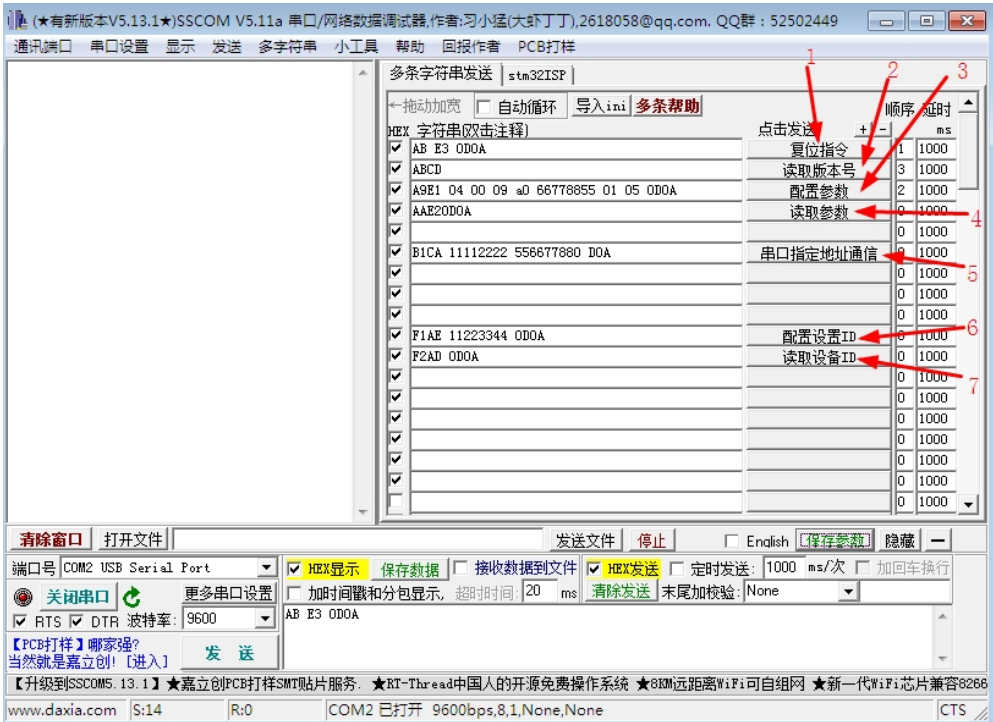 (★有新版本V5.13.1★)SSCOM V5.11a 串口/网络数据调试器,作者:习小猛(大虾丁丁),2618058@qq.com. QQ群：52502449
通讯端口 串口设置 显示 发送 多字符串 小工具 帮助 回报作者 PCB打样
1 2 3
多条字符串发送 stm32ISP
←拖动加宽 自动循环 导入ini 多条帮助 顺序 延时
HEX 字符串(双击注释) 点击发送 + - ms
AB E3 0D0A 复位指令 1 1000
ABCD 读取版本号 3 1000
A9E1 04 00 09 a0 66778855 01 05 0D0A 配置参数 2 1000
AAE20D0A 读取参数 0 1000 4
0 1000
B1CA 11112222 556677880 D0A 串口指定地址通信 0 1000
0 1000 5
0 1000
0 1000
F1AE 11223344 0D0A 配置设置ID 0 1000 6
F2AD 0D0A 读取设备ID 1000
0 1000 7
0 1000
0 1000
0 1000
0 1000
0 1000
0 1000
清除窗口 打开文件 发送文件 停止 English 保存参数 隐藏 —
端口号 COM2 USB Serial Port HEX显示 保存数据 接收数据到文件 HEX发送 定时发送: 1000 ms/次 加回车换行
关闭串口 更多串口设置 加时间戳和分包显示, 超时时间: 20 ms 清除发送 末尾加校验: None
RTS DTR 波特率: 9600 AB E3 0D0A
【PCB打样】哪家强?
当然就是嘉立创! [进入] 发 送
【升级到SSCOM5.13.1】★嘉立创PCB打样SMT贴片服务. ★RT-Thread中国人的开源免费操作系统 ★8KM远距离WiFi可自组网 ★新一代WiFi芯片兼容8266
www.daxia.com S:14 R:0 COM2 已打开 9600bps,8,1,None,None CTS